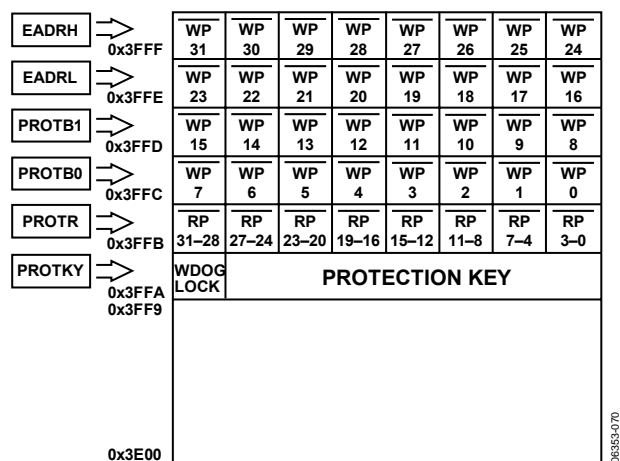 EADRH
0x3FFF
WP 31 WP 30 WP 29 WP 28 WP 27 WP 26 WP 25 WP 24
EADRL
0x3FFE
WP 23 WP 22 WP 21 WP 20 WP 19 WP 18 WP 17 WP 16
PROTB1
0x3FFD
WP 15 WP 14 WP 13 WP 12 WP 11 WP 10 WP 9 WP 8
PROTB0
0x3FFC
WP 7 WP 6 WP 5 WP 4 WP 3 WP 2 WP 1 WP 0
PROTR
0x3FFB
RP 31–28 RP 27–24 RP 23–20 RP 19–16 RP 15–12 RP 11–8 RP 7–4 RP 3–0
PROTKY
0x3FFA
WDOG LOCK
PROTECTION KEY
0x3FF9
0x3E00
06353-070